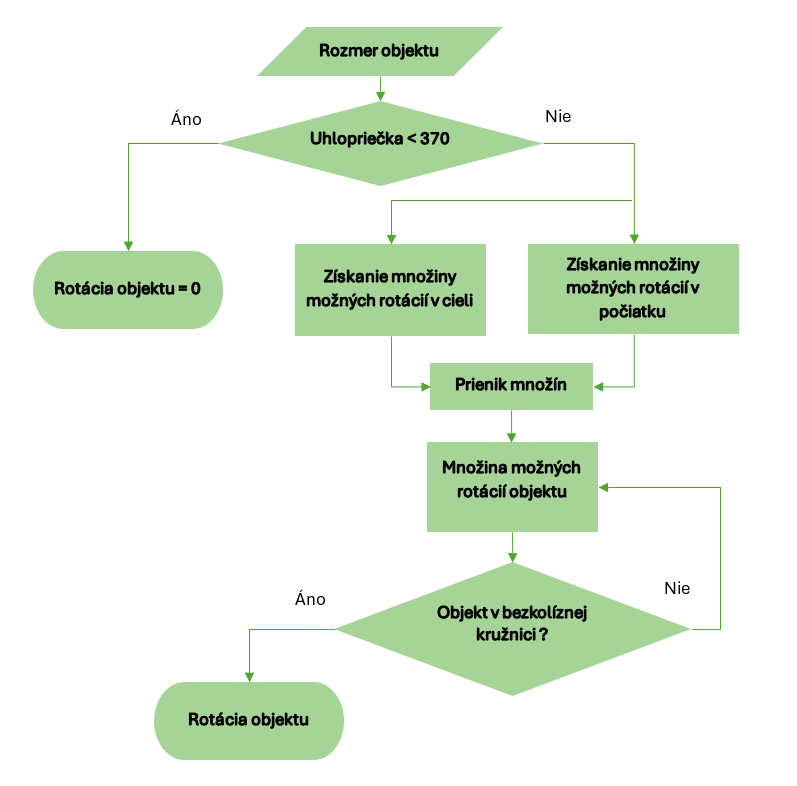 Rozmer objektu
Áno
Nie
Uhlopriečka < 370
Rotácia objektu = 0
Získanie množiny
možných rotácií v cieli
Získanie množiny
možných rotácií v
počiatku
Prienik množín
Množina možných
rotácií objektu
Áno
Nie
Objekt v bezkolíznej
kružnici ?
Rotácia objektu